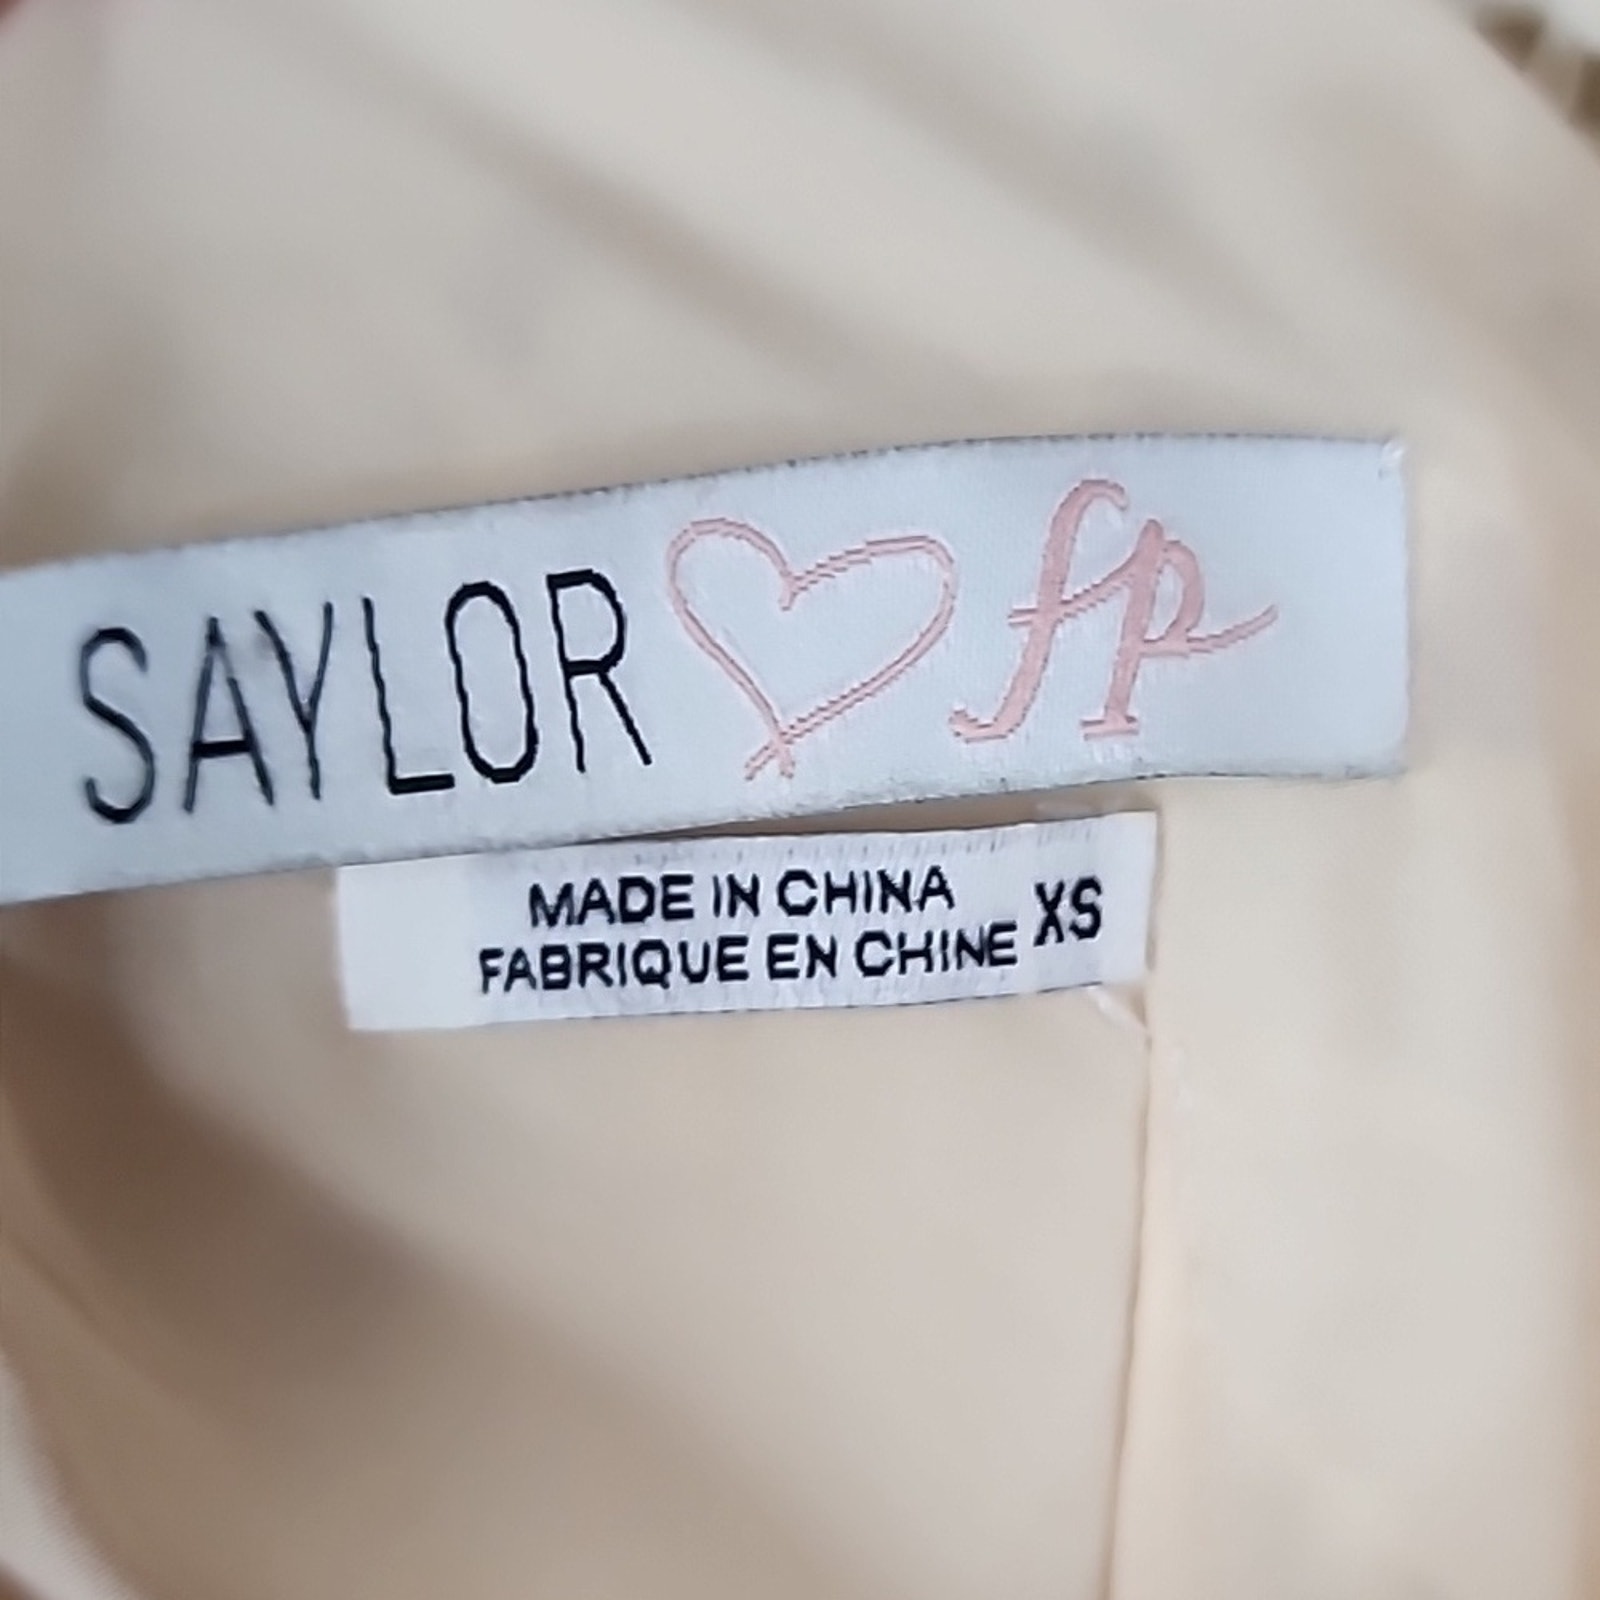 SAYLOR fp
MADE IN CHINA
FABRIQUE EN CHINE XS